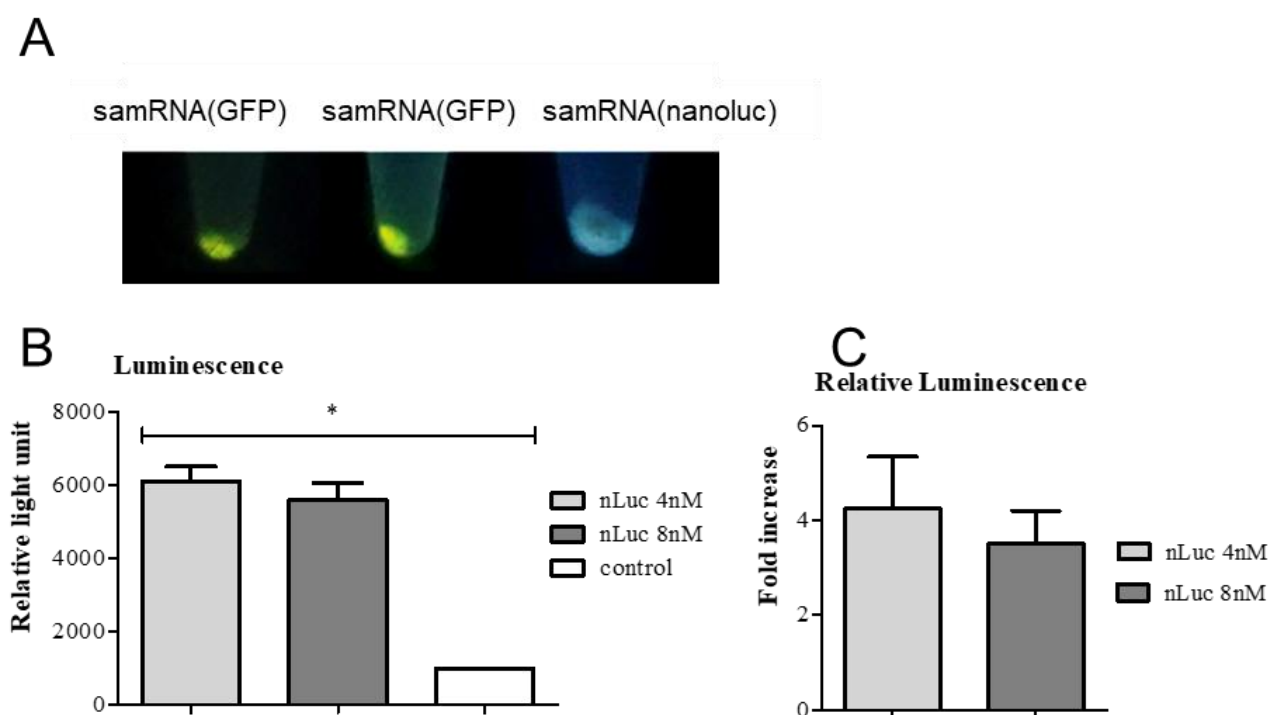 A
samRNA(GFP) samRNA(GFP) samRNA(nanoluc)
B
Luminescence
Relative light unit
8000
6000
4000
2000
0
*
nLuc 4nM
nLuc 8nM
control
C
Relative Luminescence
Fold increase
6
4
2
0
nLuc 4nM
nLuc 8nM